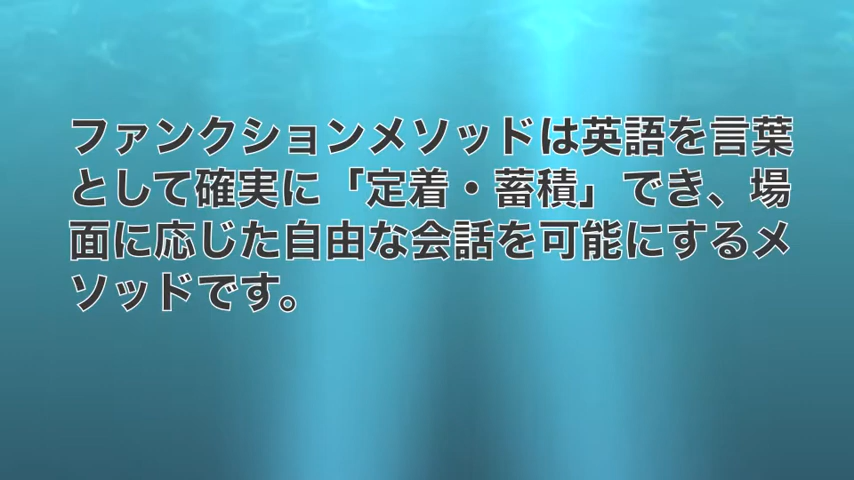 ファンクションメソッドは英語を言葉
として確実に「定着・蓄積」でき、場
面に応じた自由な会話を可能にするメ
ソッドです。